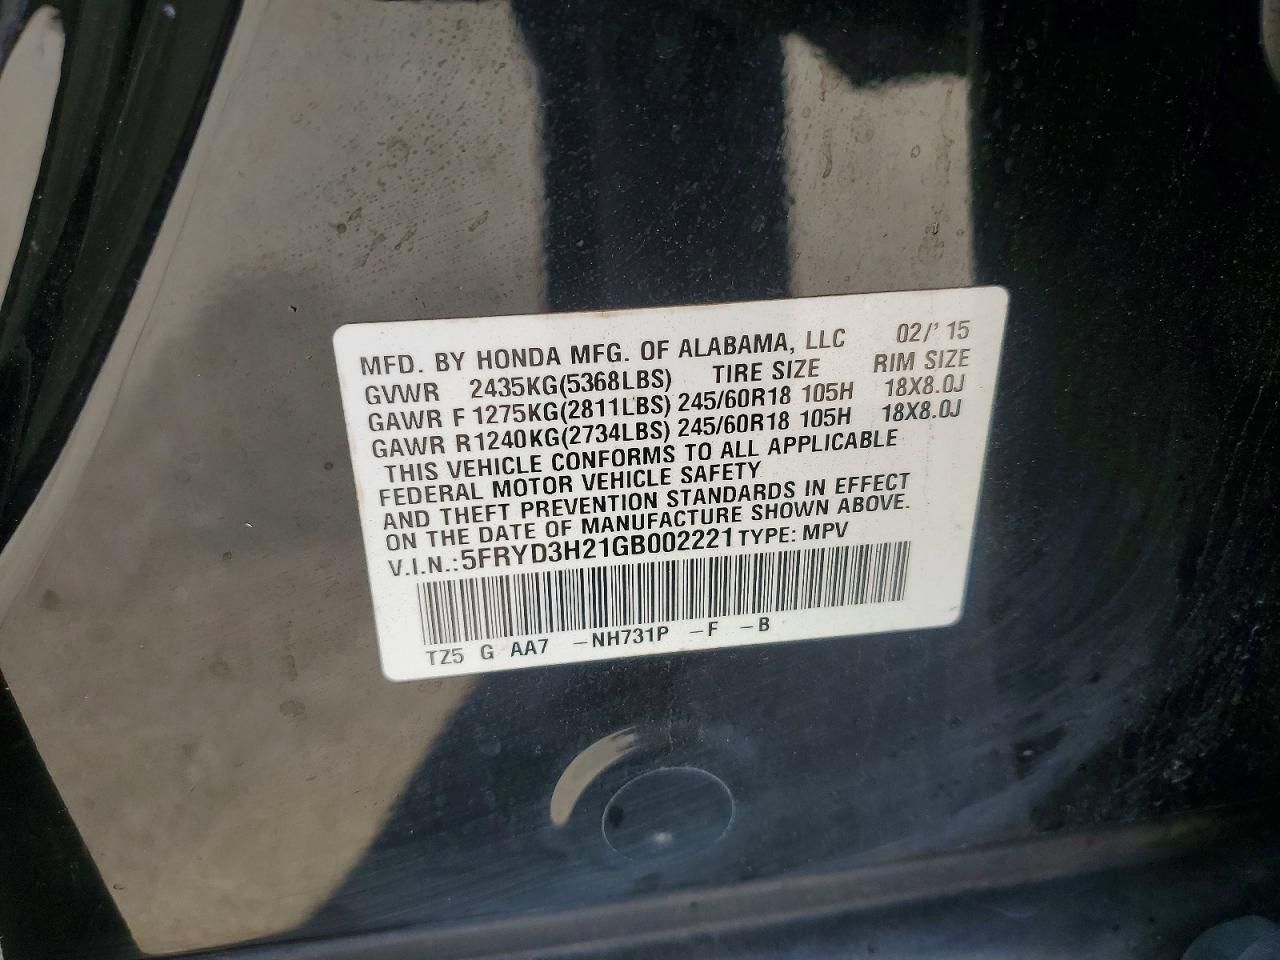 MFD. BY HONDA MFG. OF ALABAMA, LLC 02/'15
GVWR 2435KG(5368LBS) TIRE SIZE RIM SIZE
GAWR F 1275KG(2811LBS) 245/60R18 105H 18X8.0J
GAWR R1240KG(2734LBS) 245/60R18 105H 18X8.0J
THIS VEHICLE CONFORMS TO ALL APPLICABLE
FEDERAL MOTOR VEHICLE SAFETY
AND THEFT PREVENTION STANDARDS IN EFFECT
ON THE DATE OF MANUFACTURE SHOWN ABOVE.
V.I.N.:5FRYD3H21GB002221 TYPE: MPV
TZ5 G AA7 -NH731P -F -B